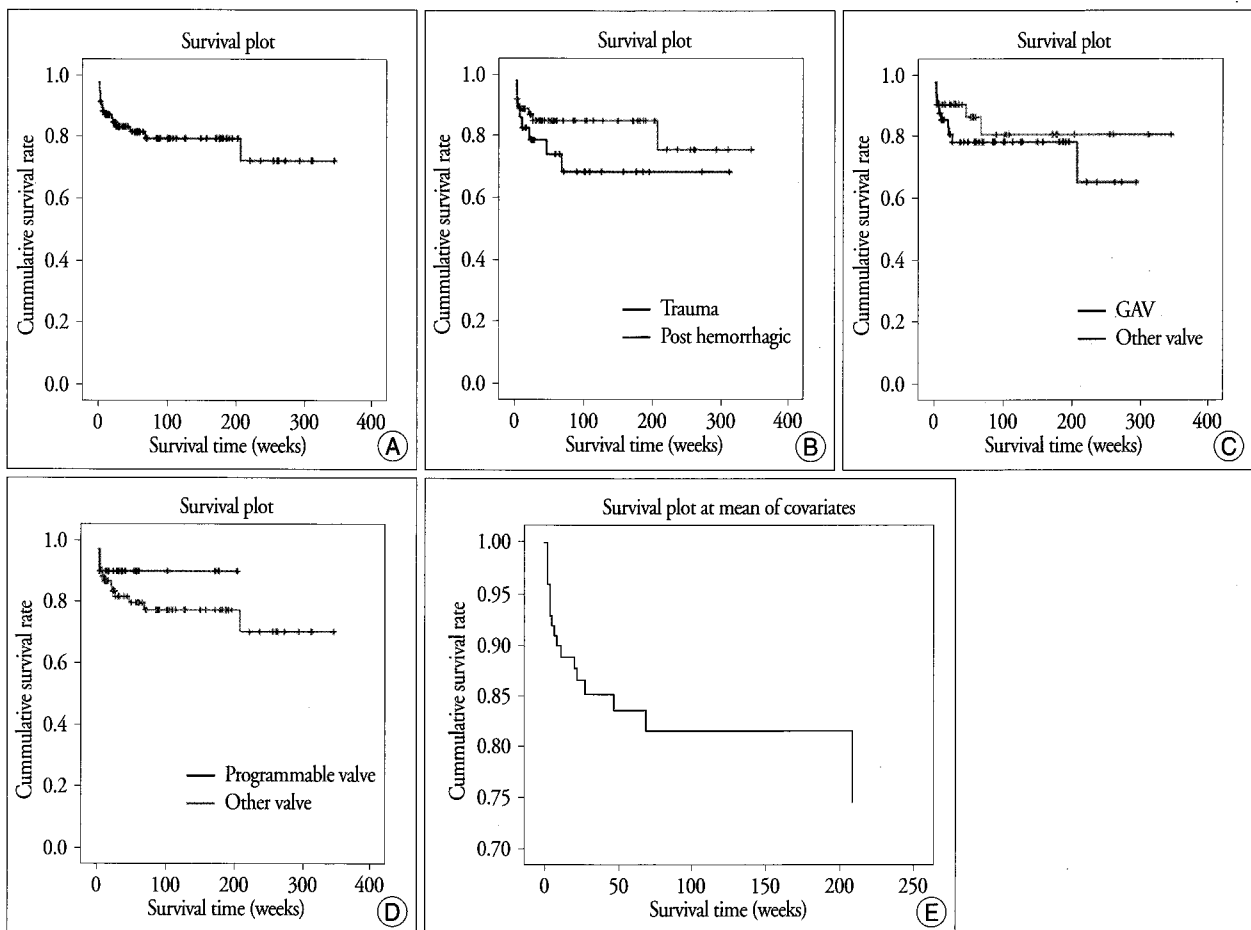 Survival plot
Cummulative survival rate
1.0
0.8
0.6
0.4
0.2
0.0
0 100 200 300 400
Survival time (weeks)
A
Survival plot
Cummulative survival rate
1.0
0.8
0.6
0.4
0.2
0.0
Trauma
Post hemorrhagic
0 100 200 300 400
Survival time (weeks)
B
Survival plot
Cummulative survival rate
1.0
0.8
0.6
0.4
0.2
0.0
GAV
Other valve
0 100 200 300 400
Survival time (weeks)
C
Survival plot
Cummulative survival rate
1.0
0.8
0.6
0.4
0.2
0.0
Programmable valve
Other valve
0 100 200 300 400
Survival time (weeks)
D
Survival plot at mean of covariates
Cummulative survival rate
1.00
0.95
0.90
0.85
0.80
0.75
0.70
0 50 100 150 200 250
Survival time (weeks)
E